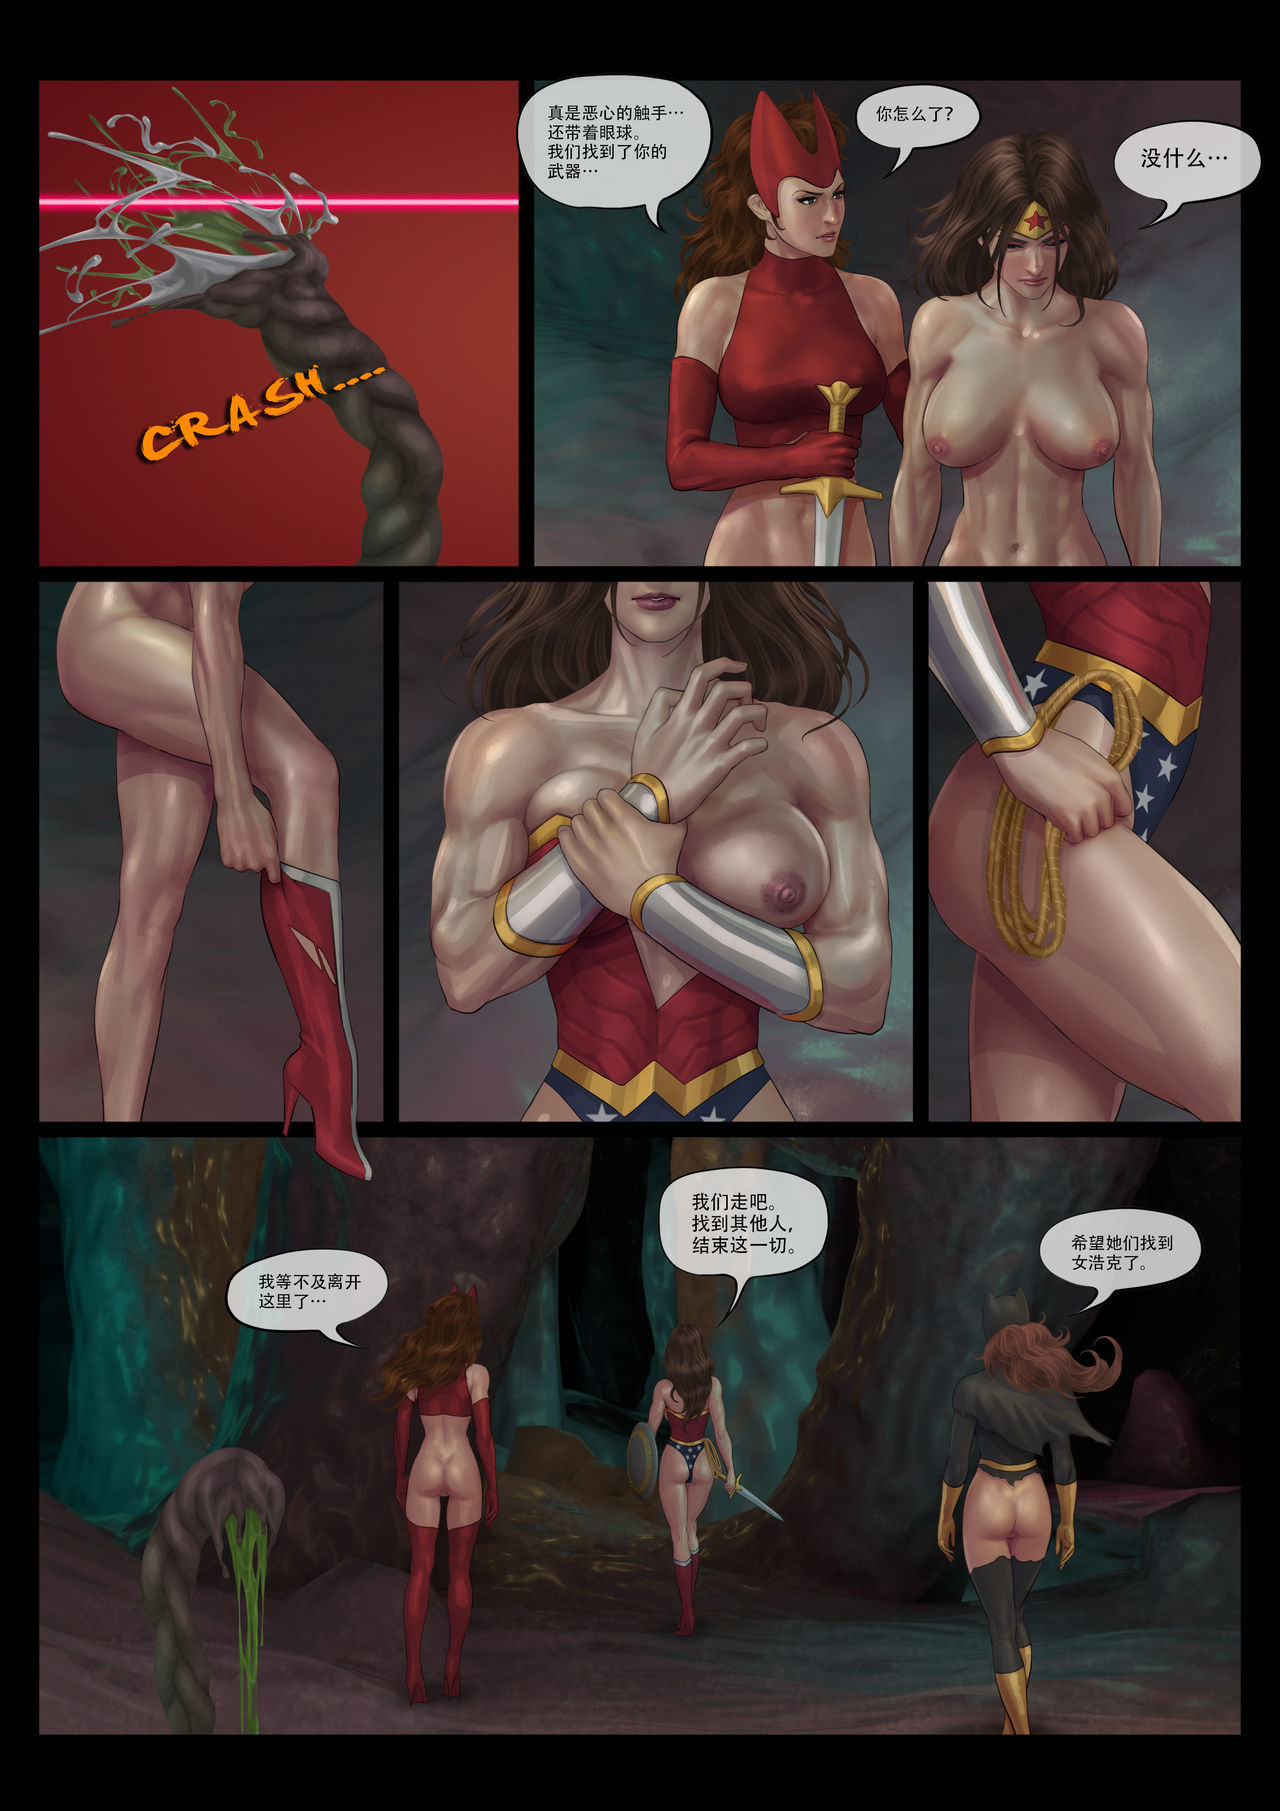 CRASH....
真是恶心的触手…
还带着眼球。
我们找到了你的
武器…
你怎么了?
没什么…
我等不及离开
这里了…
我们走吧。
找到其他人,
结束这一切。
希望她们找到
女浩克了。